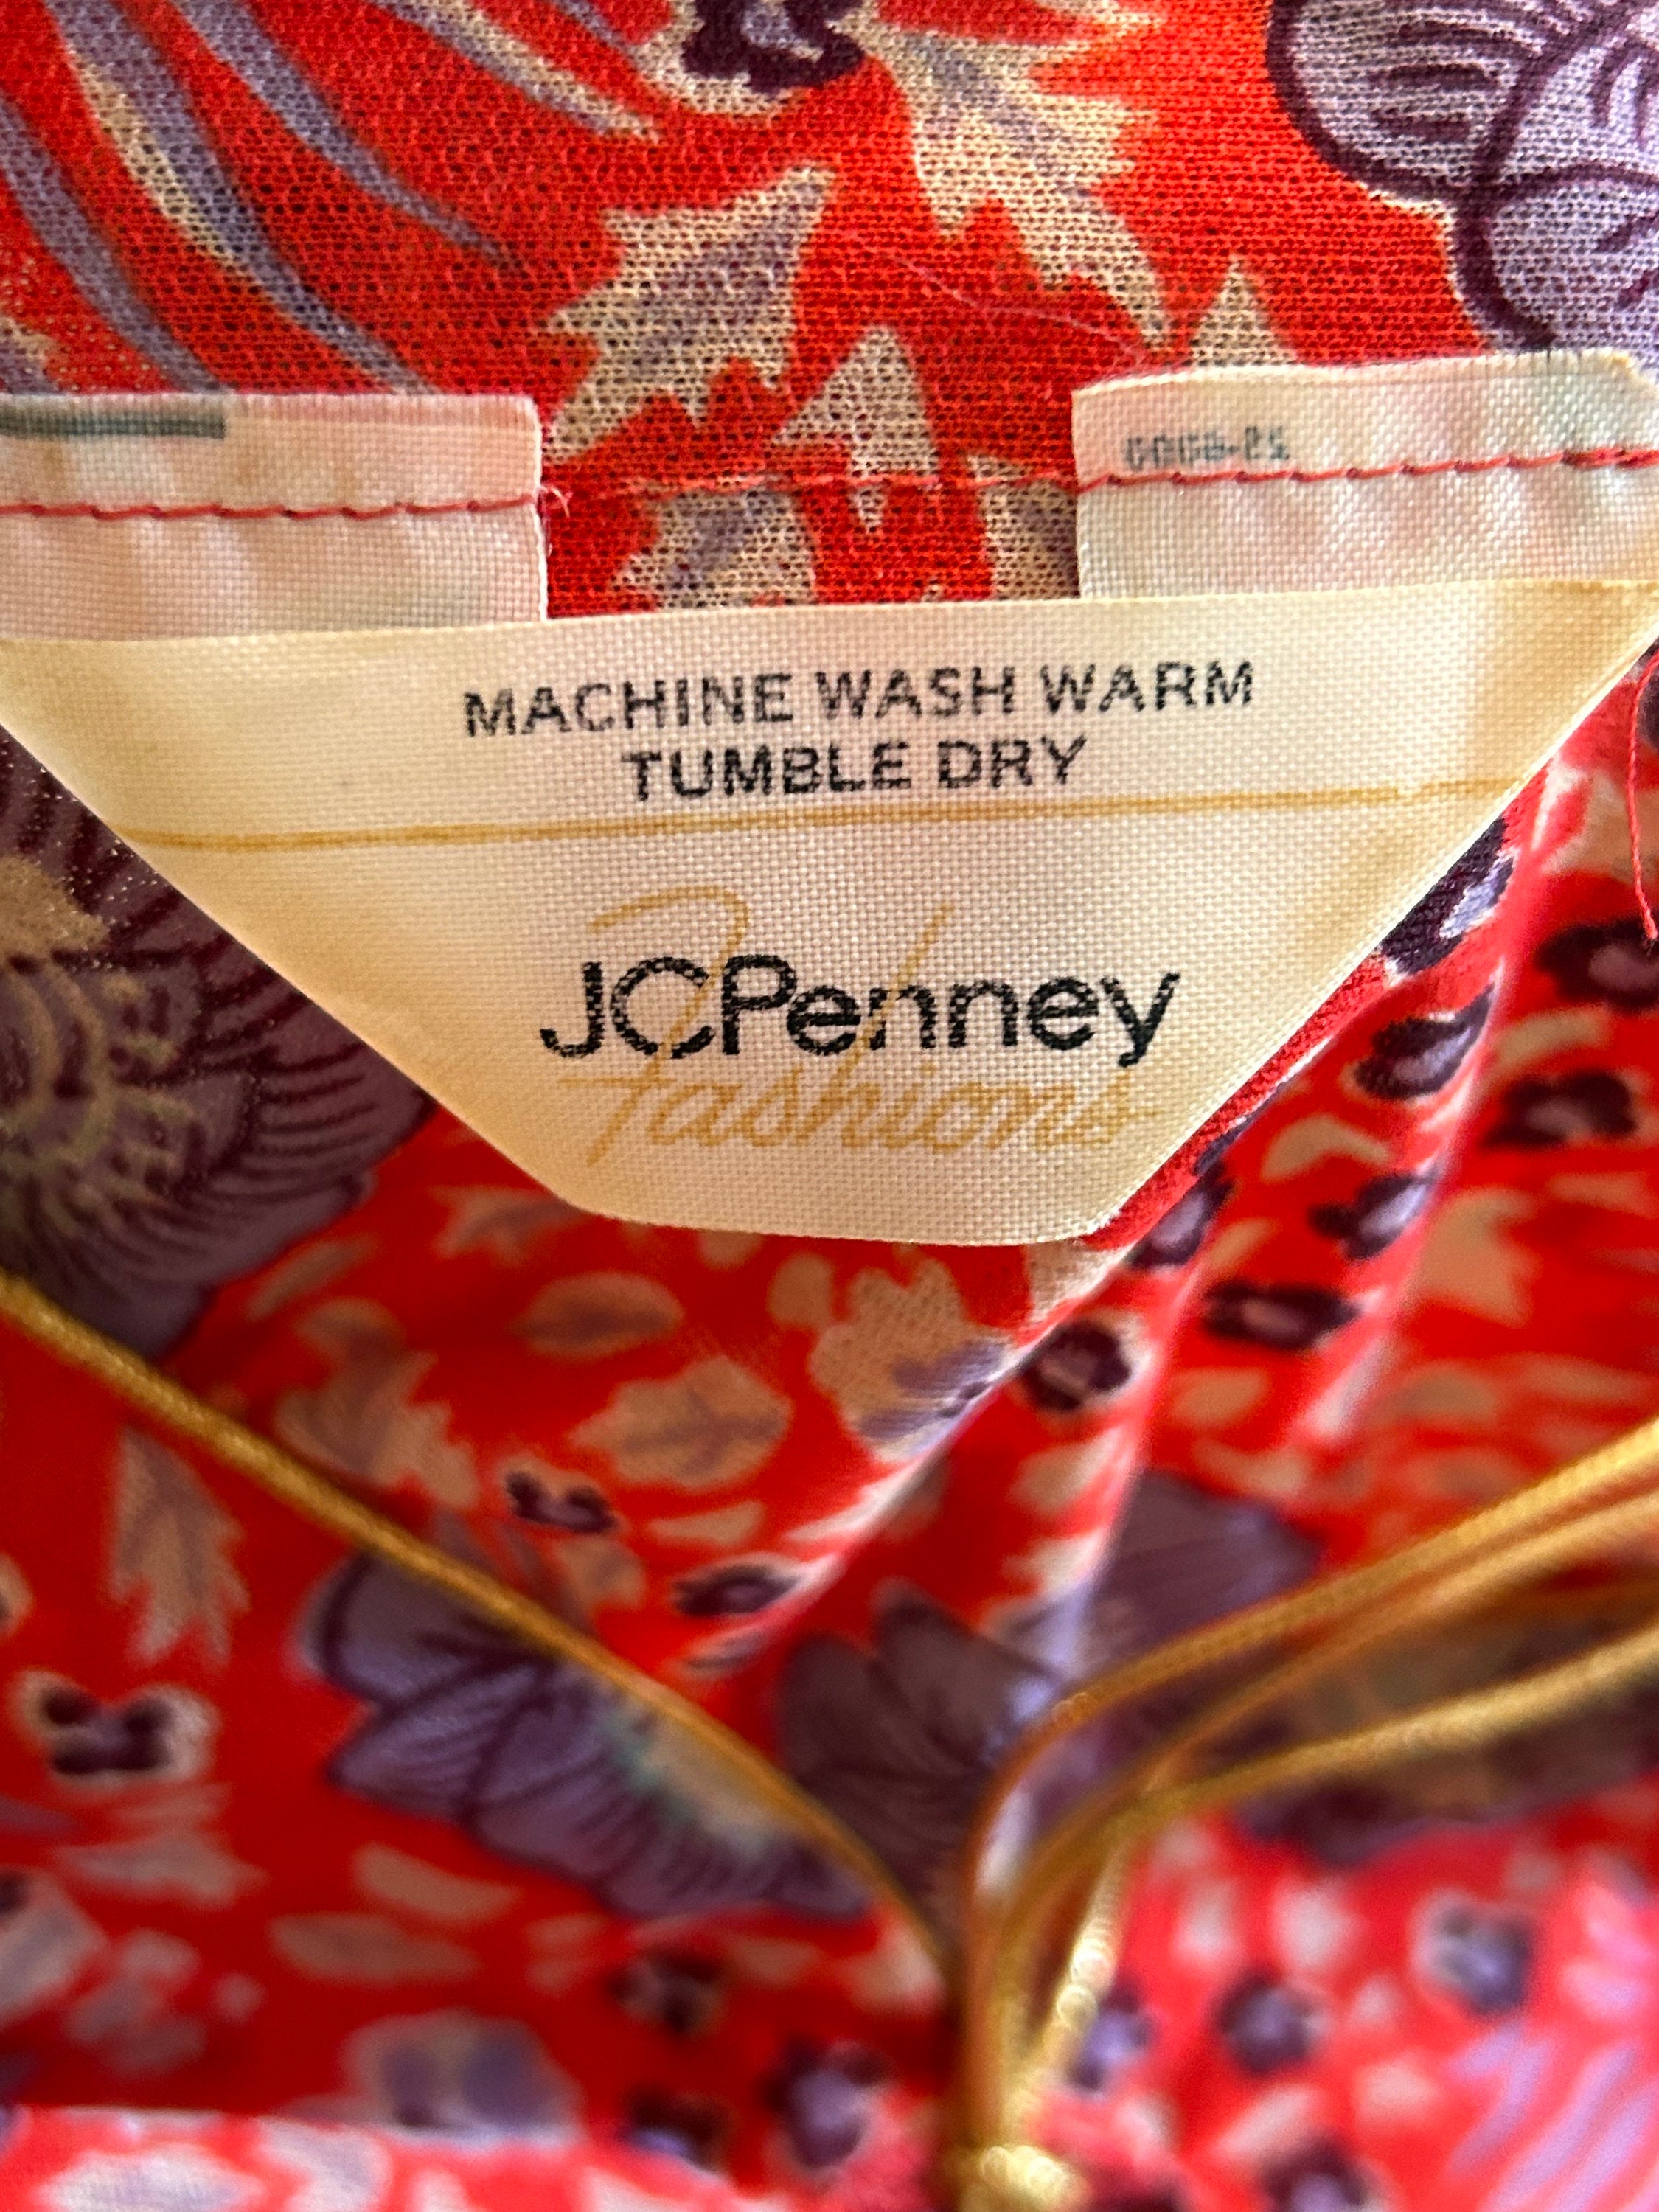 MACHINE WASH WARM
TUMBLE DRY
JCPenney
Fashions